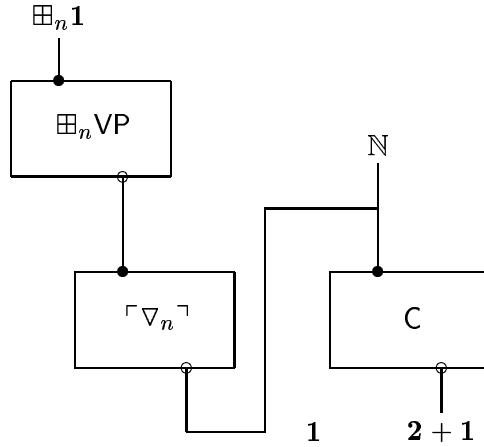 ⊞ₙ𝟏
⊞ₙVP
ℕ
⌜∇ₙ⌝
C
𝟏
𝟐 + 𝟏